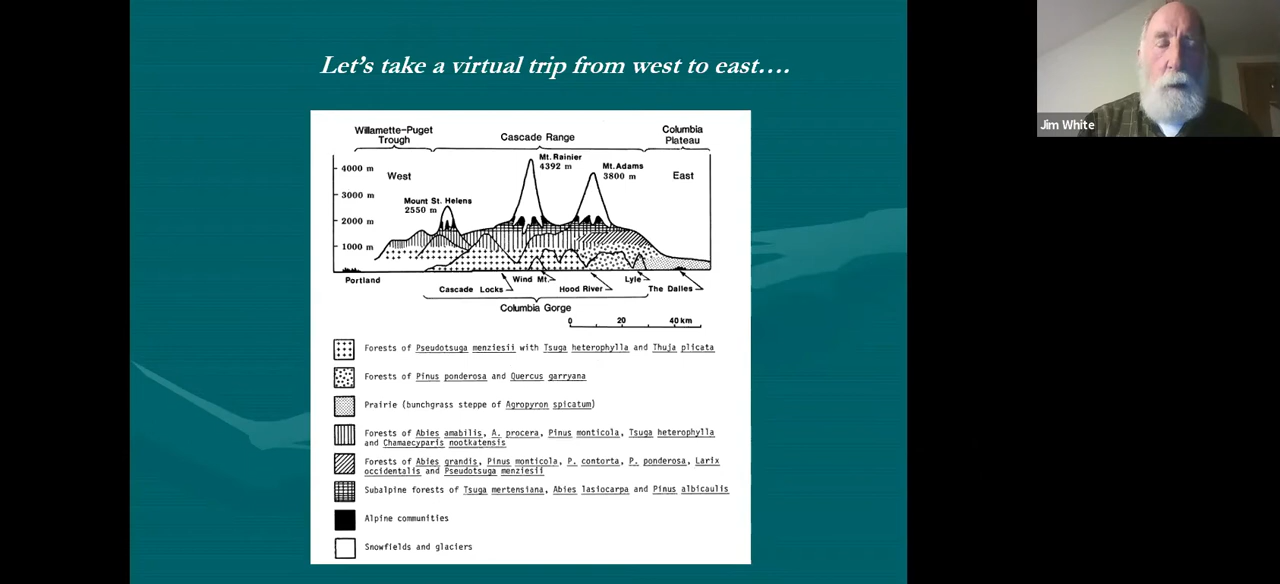 Let's take a virtual trip from west to east....
Jim White
Willamette-Puget
Trough
Cascade Range
Columbia
Plateau
4000 m
3000 m
2000 m
1000 m
West
East
Mt. Rainier
4392 m
Mt. Adams
3800 m
Mount St. Helens
2550 m
Portland
Cascade Locks
Wind Mt.
Hood River
Lyle
The Dalles
Columbia Gorge
0 20 40 km
Forests of Pseudotsuga menziesii with Tsuga heterophylla and Thuja plicata
Forests of Pinus ponderosa and Quercus garryana
Prairie (bunchgrass steppe of Agropyron spicatum)
Forests of Abies amabilis, A. procera, Pinus monticola, Tsuga heterophylla
and Chamaecyparis nootkatensis
Forests of Abies grandis, Pinus monticola, P. contorta, P. ponderosa, Larix
occidentalis and Pseudotsuga menziesii
Subalpine forests of Tsuga mertensiana, Abies lasiocarpa and Pinus albicaulis
Alpine communities
Snowfields and glaciers